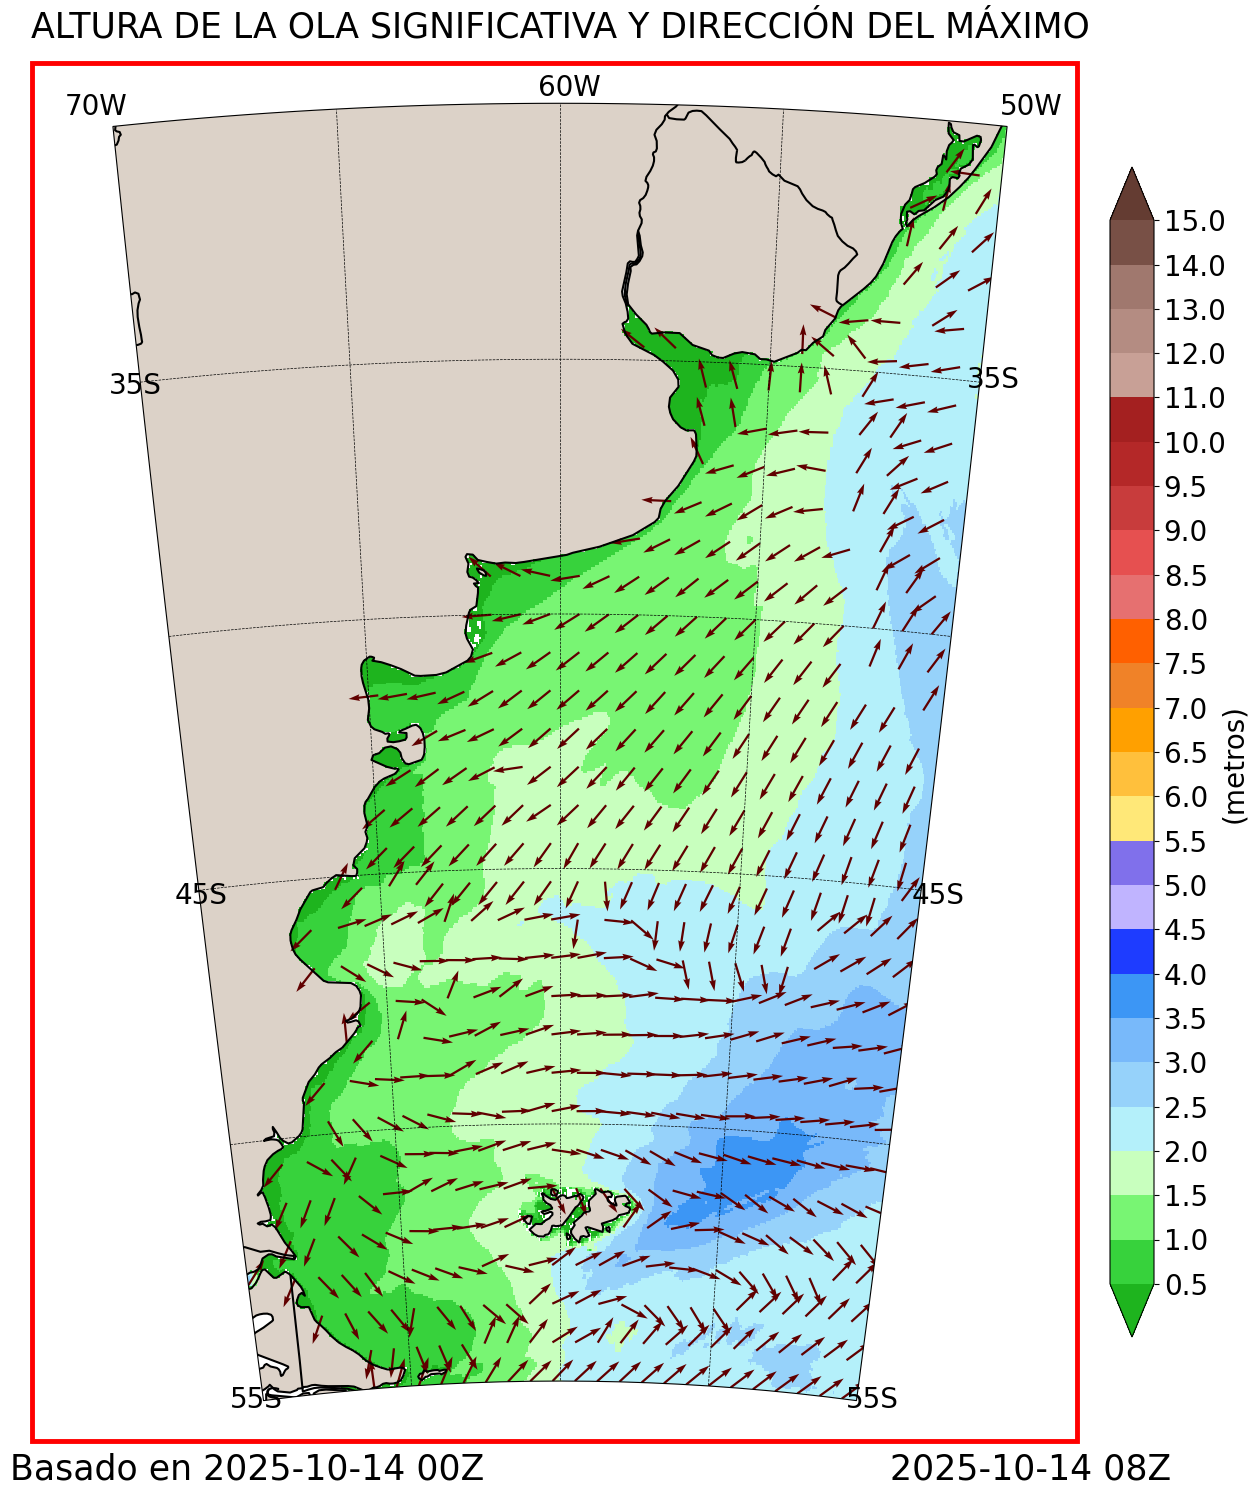 ALTURA DE LA OLA SIGNIFICATIVA Y DIRECCIÓN DEL MÁXIMO
70W
60W
50W
35S
35S
45S
45S
55S
55S
15.0
14.0
13.0
12.0
11.0
10.0
9.5
9.0
8.5
8.0
7.5
7.0
6.5
6.0
5.5
5.0
4.5
4.0
3.5
3.0
2.5
2.0
1.5
1.0
0.5
(metros)
Basado en 2025-10-14 00Z
2025-10-14 08Z